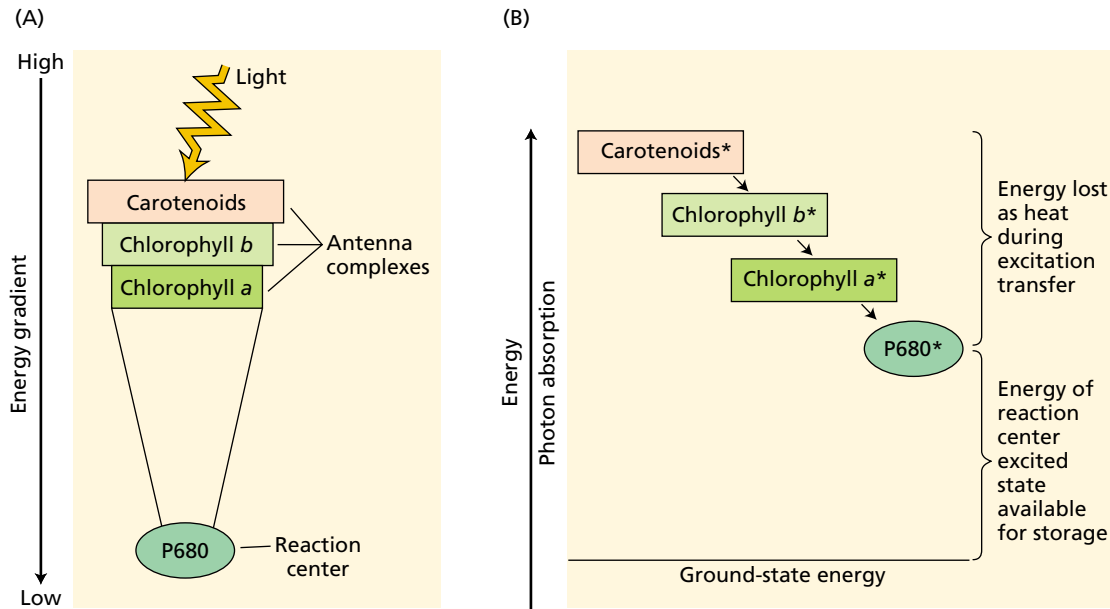 (A)
High
Light
Carotenoids
Chlorophyll b
Chlorophyll a
Antenna
complexes
Energy gradient
P680
Reaction
center
Low
(B)
Carotenoids*
Chlorophyll b*
Chlorophyll a*
P680*
Energy
Photon absorption
Energy lost
as heat
during
excitation
transfer
Energy of
reaction
center
excited
state
available
for storage
Ground-state energy